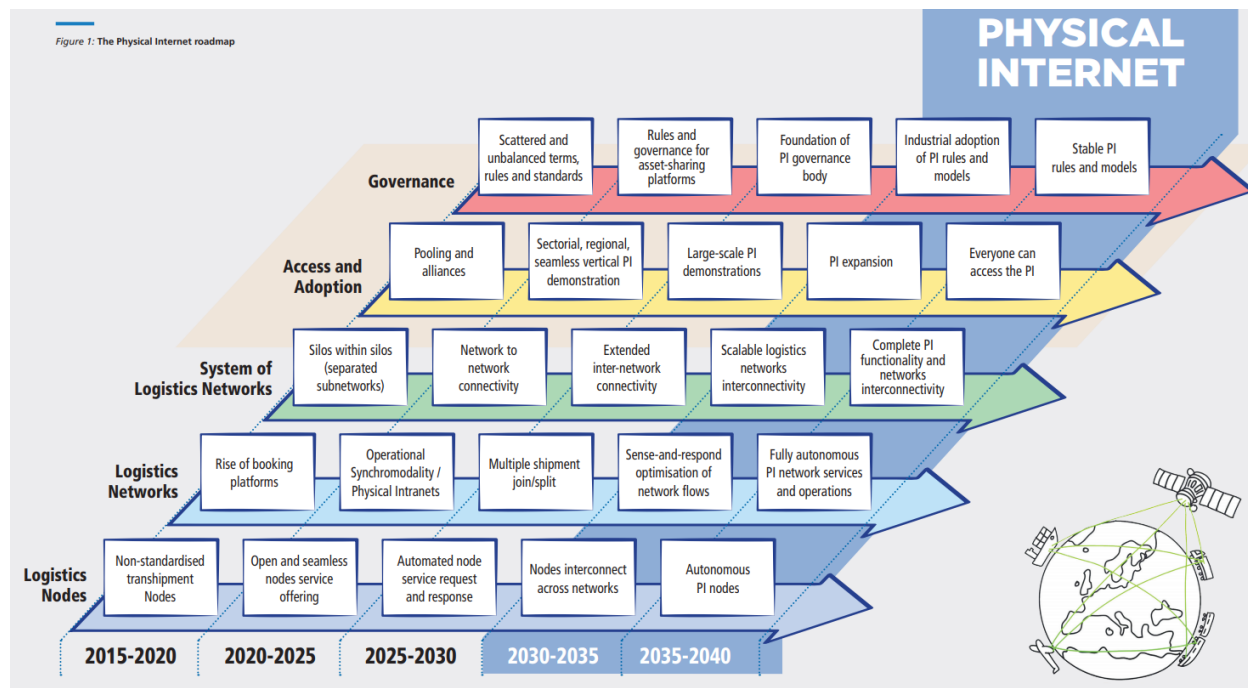 Figure 1: The Physical Internet roadmap
PHYSICAL
INTERNET
Governance
Scattered and
unbalanced terms,
rules and standards
Rules and
governance for
asset-sharing
platforms
Foundation of
PI governance
body
Industrial adoption
of PI rules and
models
Stable PI
rules and models
Access and
Adoption
Pooling and
alliances
Sectorial, regional,
seamless vertical PI
demonstration
Large-scale PI
demonstrations
PI expansion
Everyone can
access the PI
System of
Logistics Networks
Silos within silos
(separated
subnetworks)
Network to
network
connectivity
Extended
inter-network
connectivity
Scalable logistics
networks
interconnectivity
Complete PI
functionality and
networks
interconnectivity
Logistics
Networks
Rise of booking
platforms
Operational
Synchromodality /
Physical Intranets
Multiple shipment
join/split
Sense-and-respond
optimisation of
network flows
Fully autonomous
PI network services
and operations
Logistics
Nodes
Non-standardised
transhipment
Nodes
Open and seamless
nodes service
offering
Automated node
service request
and response
Nodes interconnect
across networks
Autonomous
PI nodes
2015-2020
2020-2025
2025-2030
2030-2035
2035-2040